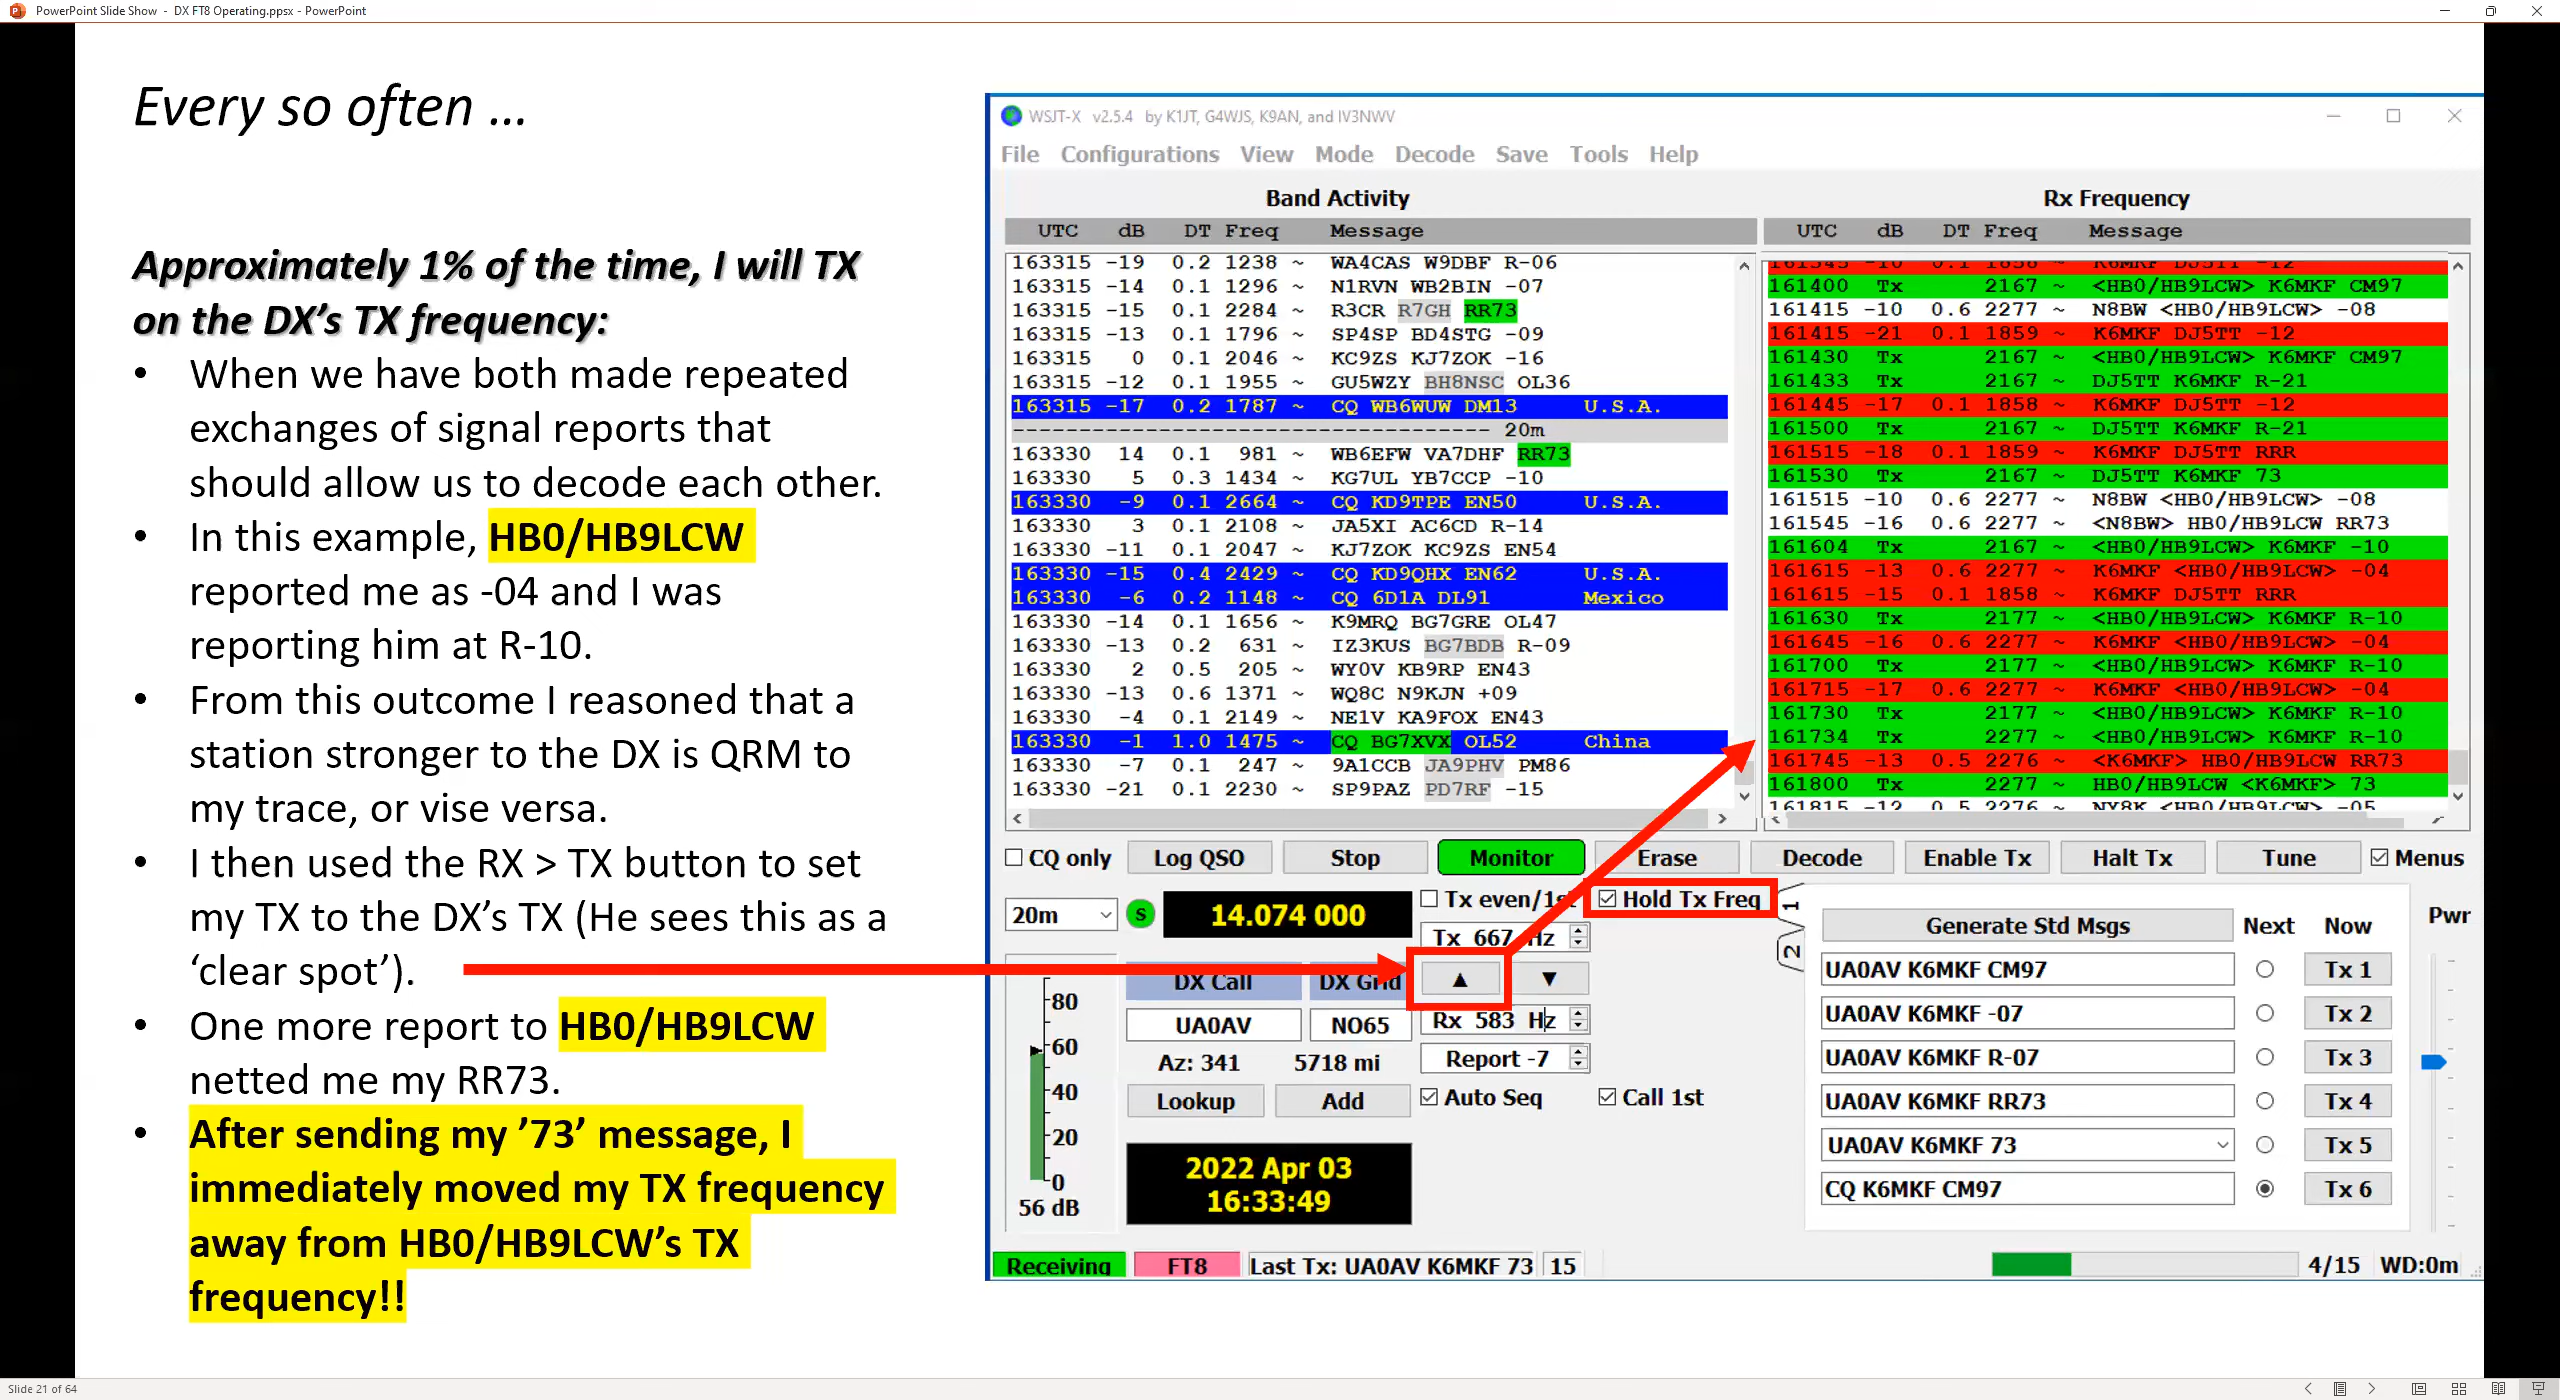 PowerPoint Slide Show - DX FT8 Operating.ppsx - PowerPoint
Every so often ...
Approximately 1% of the time, I will TX
on the DX’s TX frequency:
• When we have both made repeated
exchanges of signal reports that
should allow us to decode each other.
• In this example, HB0/HB9LCW
reported me as -04 and I was
reporting him at R-10.
• From this outcome I reasoned that a
station stronger to the DX is QRM to
my trace, or vise versa.
• I then used the RX > TX button to set
my TX to the DX’s TX (He sees this as a
‘clear spot’).
• One more report to HB0/HB9LCW
netted me my RR73.
• After sending my ’73’ message, I
immediately moved my TX frequency
away from HB0/HB9LCW’s TX
frequency!!
WSJT-X v2.5.4 by K1JT, G4WJS, K9AN, and IV3NWV
File Configurations View Mode Decode Save Tools Help
Band Activity
UTC dB DT Freq Message
163315 -19 0.2 1238 ~ WA4CAS W9DBF R-06
163315 -14 0.1 1296 ~ N1RVN WB2BIN -07
163315 -15 0.1 2284 ~ R3CR R7GH RR73
163315 -13 0.1 1796 ~ SP4SP BD4STG -09
163315 0 0.1 2046 ~ KC9ZS KJ7ZOK -16
163315 -12 0.1 1955 ~ GU5WZY BH8NSC OL36
163315 -17 0.2 1787 ~ CQ WB6WUW DM13 U.S.A.
------------------------------------ 20m
163330 14 0.1 981 ~ WB6EFW VA7DHF RR73
163330 5 0.3 1434 ~ KG7UL YB7CCP -10
163330 -9 0.1 2664 ~ CQ KD9TPE EN50 U.S.A.
163330 3 0.1 2108 ~ JA5XI AC6CD R-14
163330 -11 0.1 2047 ~ KJ7ZOK KC9ZS EN54
163330 -15 0.4 2429 ~ CQ KD9QHX EN62 U.S.A.
163330 -6 0.2 1148 ~ CQ 6D1A DL91 Mexico
163330 -14 0.1 1656 ~ K9MRQ BG7GRE OL47
163330 -13 0.2 631 ~ IZ3KUS BG7BDB R-09
163330 2 0.5 205 ~ WY0V KB9RP EN43
163330 -13 0.6 1371 ~ WQ8C N9KJN +09
163330 -4 0.1 2149 ~ NE1V KA9FOX EN43
163330 -1 1.0 1475 ~ CQ BG7XVX OL52 China
163330 -7 0.1 247 ~ 9A1CCB JA9PHV PM86
163330 -21 0.1 2230 ~ SP9PAZ PD7RF -15
Rx Frequency
UTC dB DT Freq Message
161345 -10 0.1 1858 ~ K6MKF DJ5TT -12
161400 Tx 2167 ~ <HB0/HB9LCW> K6MKF CM97
161415 -10 0.6 2277 ~ N8BW <HB0/HB9LCW> -08
161415 -21 0.1 1859 ~ K6MKF DJ5TT -12
161430 Tx 2167 ~ <HB0/HB9LCW> K6MKF CM97
161433 Tx 2167 ~ DJ5TT K6MKF R-21
161445 -17 0.1 1858 ~ K6MKF DJ5TT -12
161500 Tx 2167 ~ DJ5TT K6MKF R-21
161515 -18 0.1 1859 ~ K6MKF DJ5TT RRR
161530 Tx 2167 ~ DJ5TT K6MKF 73
161515 -10 0.6 2277 ~ N8BW <HB0/HB9LCW> -08
161545 -16 0.6 2277 ~ <N8BW> HB0/HB9LCW RR73
161604 Tx 2167 ~ <HB0/HB9LCW> K6MKF -10
161615 -13 0.6 2277 ~ K6MKF <HB0/HB9LCW> -04
161615 -15 0.1 1858 ~ K6MKF DJ5TT RRR
161630 Tx 2177 ~ <HB0/HB9LCW> K6MKF R-10
161645 -16 0.6 2277 ~ K6MKF <HB0/HB9LCW> -04
161700 Tx 2177 ~ <HB0/HB9LCW> K6MKF R-10
161715 -17 0.6 2277 ~ K6MKF <HB0/HB9LCW> -04
161730 Tx 2177 ~ <HB0/HB9LCW> K6MKF R-10
161734 Tx 2277 ~ <HB0/HB9LCW> K6MKF R-10
161745 -13 0.5 2276 ~ <K6MKF> HB0/HB9LCW RR73
161800 Tx 2277 ~ HB0/HB9LCW <K6MKF> 73
161815 -12 0.5 2276 ~ NY8K <HB0/HB9LCW> -05
CQ only Log QSO Stop Monitor Erase Decode Enable Tx Halt Tx Tune Menus
20m S 14.074 000 Tx even/1st Hold Tx Freq
Tx 667 Hz
▲ ▼
DX Call DX Grid
UA0AV NO65
Rx 583 Hz
Az: 341 5718 mi
Report -7
Lookup Add
Auto Seq Call 1st
2022 Apr 03
16:33:49
80
60
40
20
0
56 dB
1
2
Generate Std Msgs Next Now Pwr
UA0AV K6MKF CM97 Tx 1
UA0AV K6MKF -07 Tx 2
UA0AV K6MKF R-07 Tx 3
UA0AV K6MKF RR73 Tx 4
UA0AV K6MKF 73 Tx 5
CQ K6MKF CM97 Tx 6
Receiving FT8 Last Tx: UA0AV K6MKF 73 15 4/15 WD:0m
Slide 21 of 64